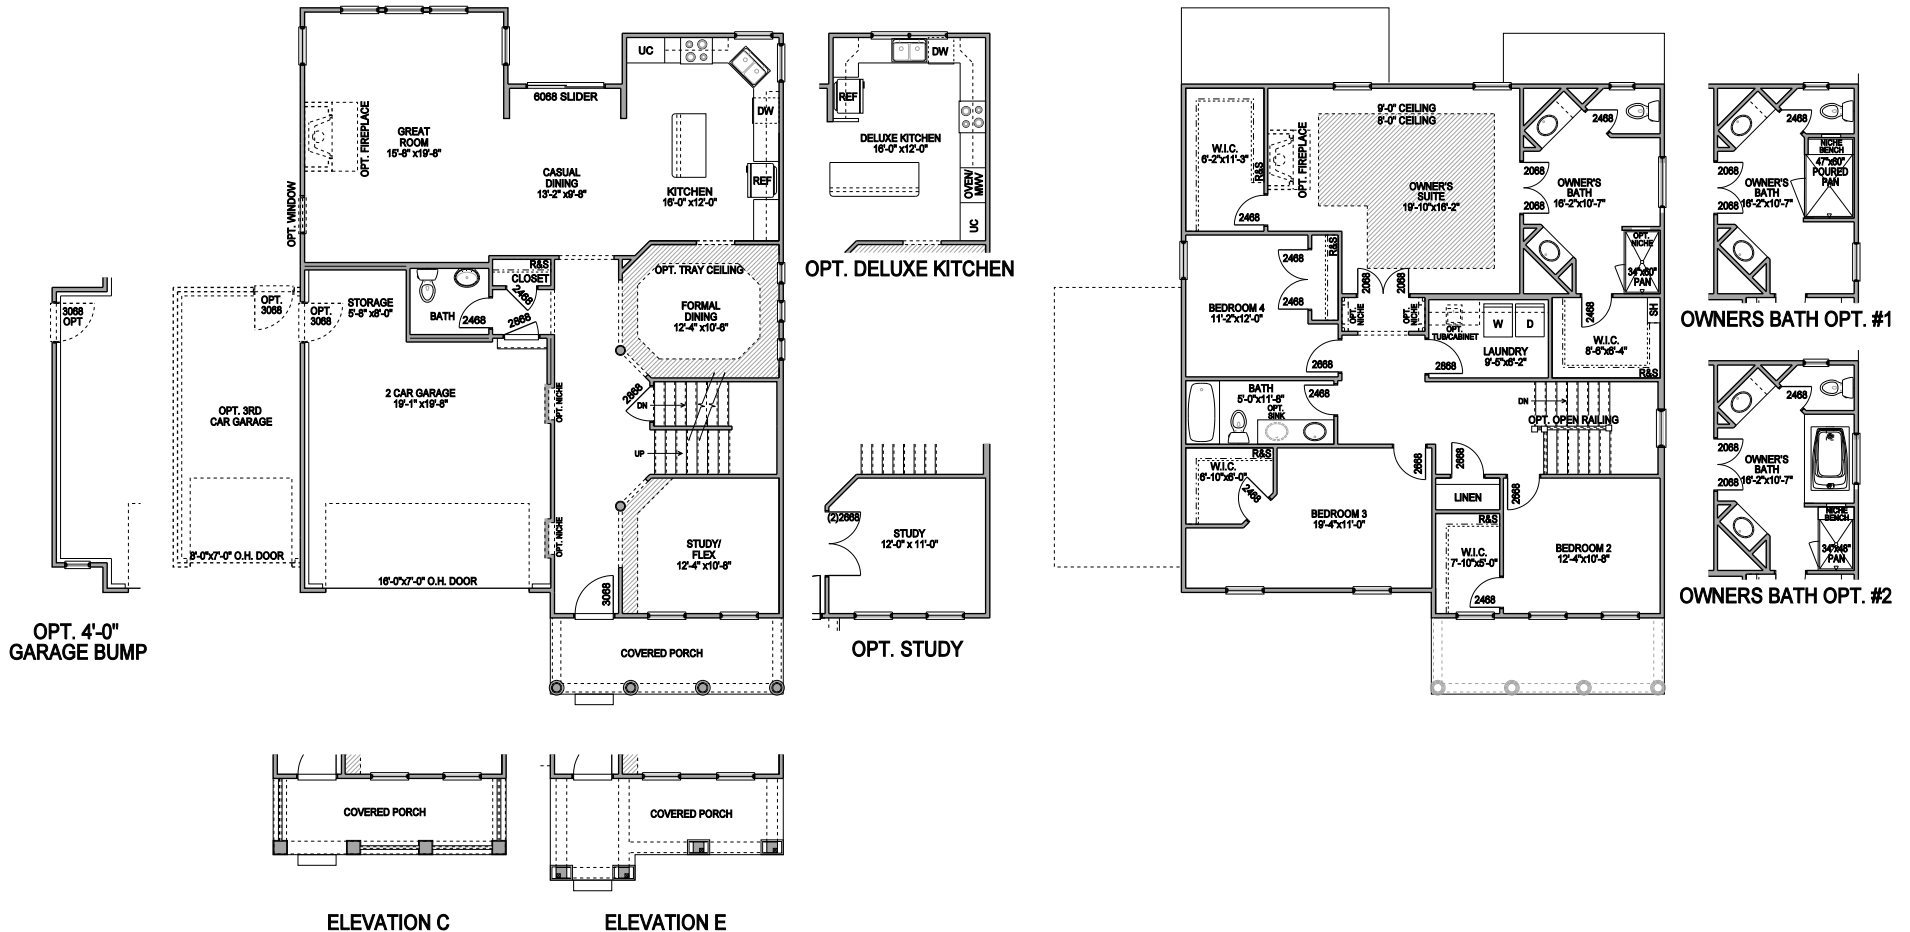 UC
6068 SLIDER
DW
OPT. FIREPLACE
GREAT
ROOM
15'-8" x19'-8"
CASUAL
DINING
13'-2" x9'-8"
REF
KITCHEN
16'-0" x12'-0"
OPT. WINDOW
OPT. TRAY CEILING
R&S
CLOSET
2468
STORAGE
5'-8" x8'-0"
BATH
2468
2868
OPT.
3068
OPT.
3068
FORMAL
DINING
12'-4" x10'-6"
2 CAR GARAGE
19'-1" x19'-8"
OPT. NICHE
2868
DN
UP
OPT. 3RD
CAR GARAGE
3068
OPT
OPT. NICHE
STUDY/
FLEX
12'-4" x10'-8"
8'-0"x7'-0" O.H. DOOR
16'-0"x7'-0" O.H. DOOR
3068
COVERED PORCH
OPT. 4'-0"
GARAGE BUMP
DW
REF
DELUXE KITCHEN
16'-0" x12'-0"
OVEN/
MWV
UC
OPT. DELUXE KITCHEN
(2)2668
STUDY
12'-0" x 11'-0"
OPT. STUDY
COVERED PORCH
ELEVATION C
COVERED PORCH
ELEVATION E
9'-0" CEILING
8'-0" CEILING
W.I.C.
6'-2"x11'-3"
R&S
OPT. FIREPLACE
2468
OWNER'S
SUITE
19'-10"x16'-2"
2468
2068
2068
OWNER'S
BATH
16'-2"x10'-7"
OPT.
NICHE
34"x60"
PAN
R&S
2468
2468
2068
2068
BEDROOM 4
11'-2"x12'-0"
OPT.
NICHE
OPT.
NICHE
OPT.
TUB/CABINET
W
D
LAUNDRY
9'-5"x6'-2"
2468
SH
W.I.C.
8'-6"x6'-4"
R&S
2668
2868
BATH
5'-0"x11'-8"
OPT.
SINK
2468
DN
OPT. OPEN RAILING
R&S
W.I.C.
6'-10"x6'-0"
2468
2668
2668
2668
LINEN
BEDROOM 3
19'-4"x11'-0"
R&S
W.I.C.
7'-10"x5'-0"
2468
BEDROOM 2
12'-4"x10'-8"
2468
2068
2068
OWNER'S
BATH
16'-2"x10'-7"
NICHE
BENCH
47"x60"
POURED
PAN
OWNERS BATH OPT. #1
2468
2068
2068
OWNER'S
BATH
16'-2"x10'-7"
NICHE
BENCH
34"x48"
PAN
OWNERS BATH OPT. #2